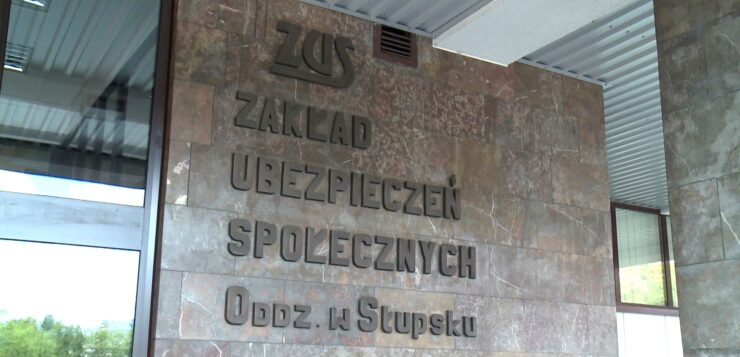 ZUS
ZAKŁAD
UBEZPIECZEŃ
SPOŁECZNYCH
ODDZ. W Słupsku